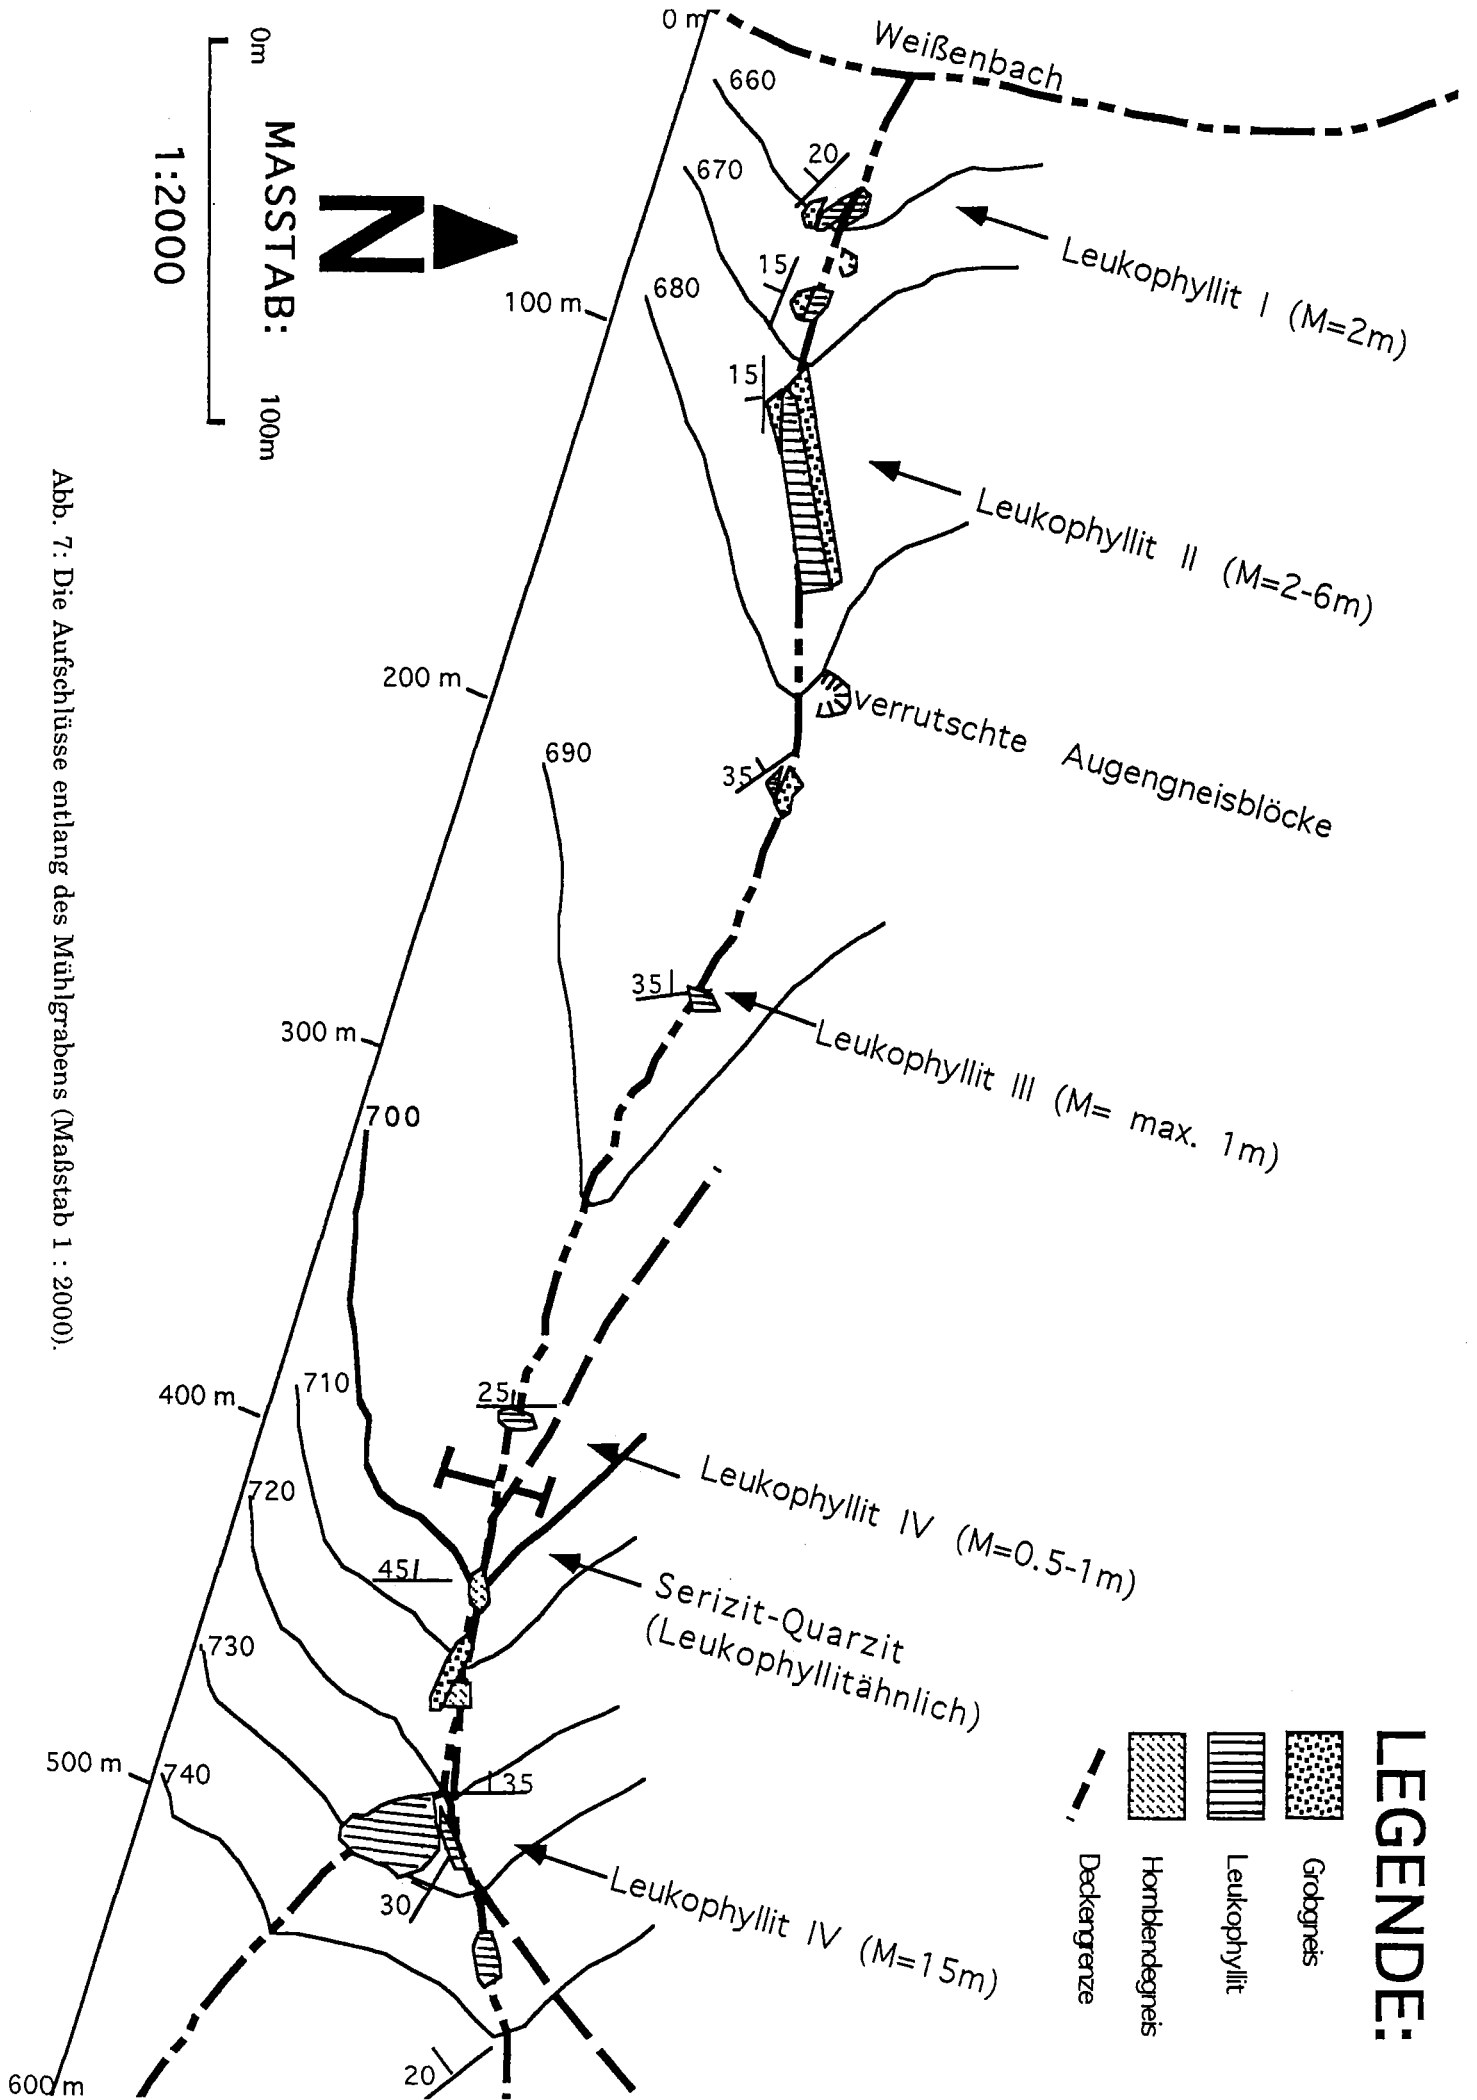 0 m
Weißenbach
0m
MASSTAB:
1:2000
100m
N
660
20
670
Leukophyllit I (M=2m)
15
680
100 m
15
Leukophyllit II (M=2-6m)
200 m
verrutschte Augengneisblöcke
690
35
35
Leukophyllit III (M= max. 1m)
300 m
700
710
25
400 m
Leukophyllit IV (M=0.5-1m)
720
45
Serizit-Quarzit
(Leukophyllitähnlich)
730
500 m
740
35
30
Leukophyllit IV (M=15m)
20
600 m
LEGENDE:
Grobgneis
Leukophyllit
Hornblendegneis
Deckengrenze
Abb. 7: Die Aufschlüsse entlang des Mühlgrabens (Maßstab 1 : 2000).